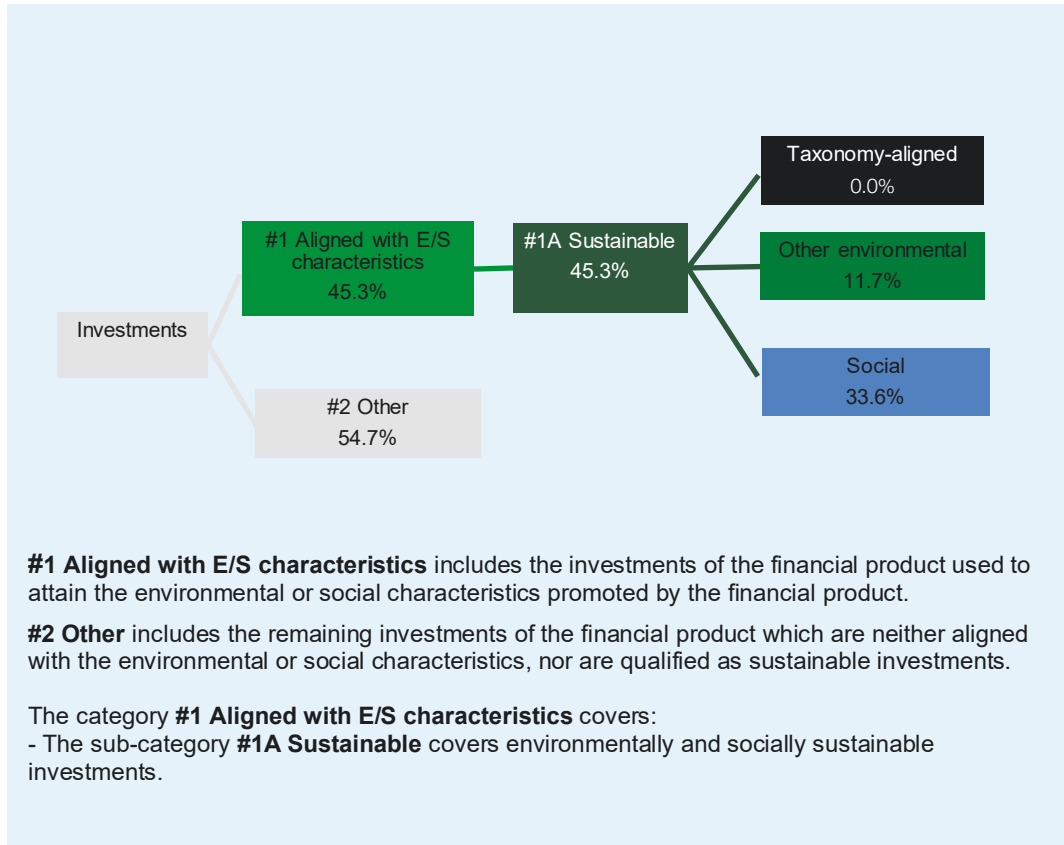 Taxonomy-aligned
0.0%
#1 Aligned with E/S
characteristics
45.3%
#1A Sustainable
45.3%
Other environmental
11.7%
Investments
Social
33.6%
#2 Other
54.7%
#1 Aligned with E/S characteristics includes the investments of the financial product used to
attain the environmental or social characteristics promoted by the financial product.
#2 Other includes the remaining investments of the financial product which are neither aligned
with the environmental or social characteristics, nor are qualified as sustainable investments.
The category #1 Aligned with E/S characteristics covers:
- The sub-category #1A Sustainable covers environmentally and socially sustainable
investments.